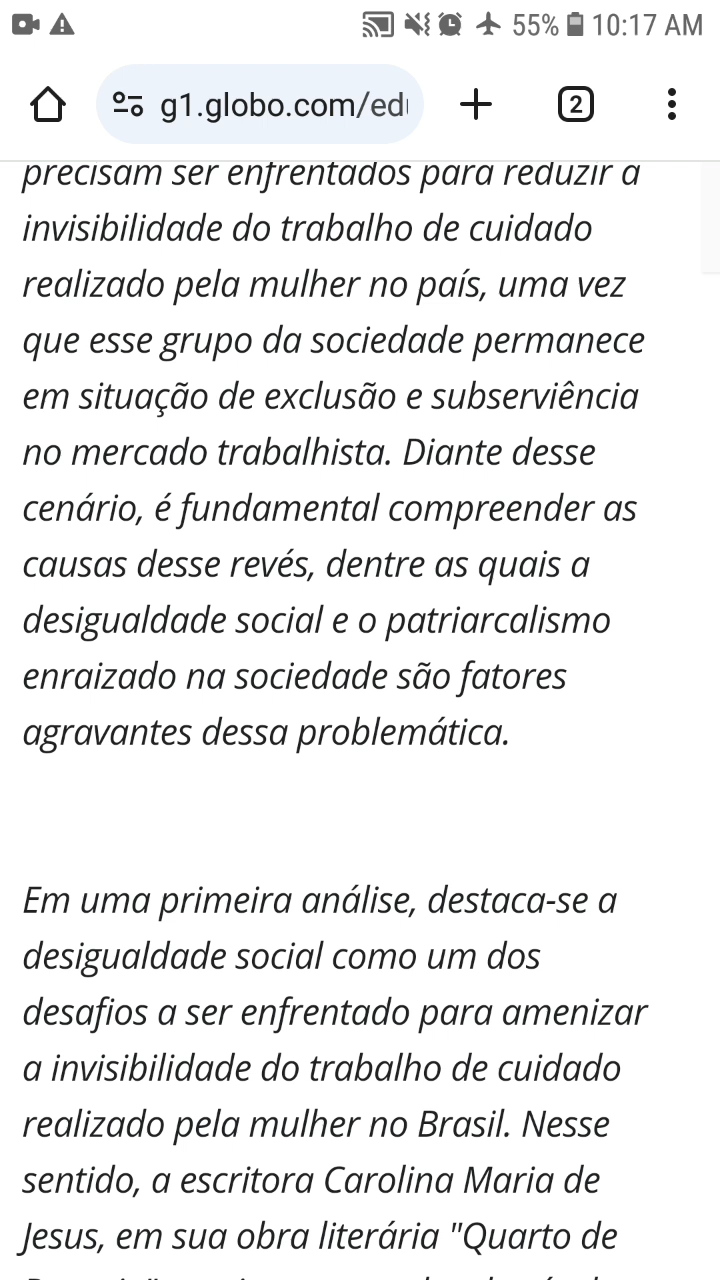 55% 10:17 AM
g1.globo.com/edu
2
precisam ser enfrentados para reduzir a
invisibilidade do trabalho de cuidado
realizado pela mulher no país, uma vez
que esse grupo da sociedade permanece
em situação de exclusão e subserviência
no mercado trabalhista. Diante desse
cenário, é fundamental compreender as
causas desse revés, dentre as quais a
desigualdade social e o patriarcalismo
enraizado na sociedade são fatores
agravantes dessa problemática.
Em uma primeira análise, destaca-se a
desigualdade social como um dos
desafios a ser enfrentado para amenizar
a invisibilidade do trabalho de cuidado
realizado pela mulher no Brasil. Nesse
sentido, a escritora Carolina Maria de
Jesus, em sua obra literária "Quarto de